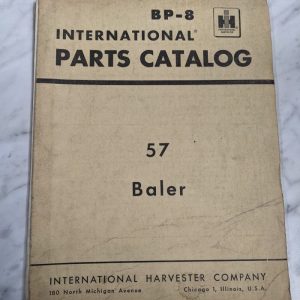 BP-8
INTERNATIONAL®
PARTS CATALOG
57
Baler
INTERNATIONAL HARVESTER COMPANY
180 North Michigan Avenue Chicago 1, Illinois, U.S.A.